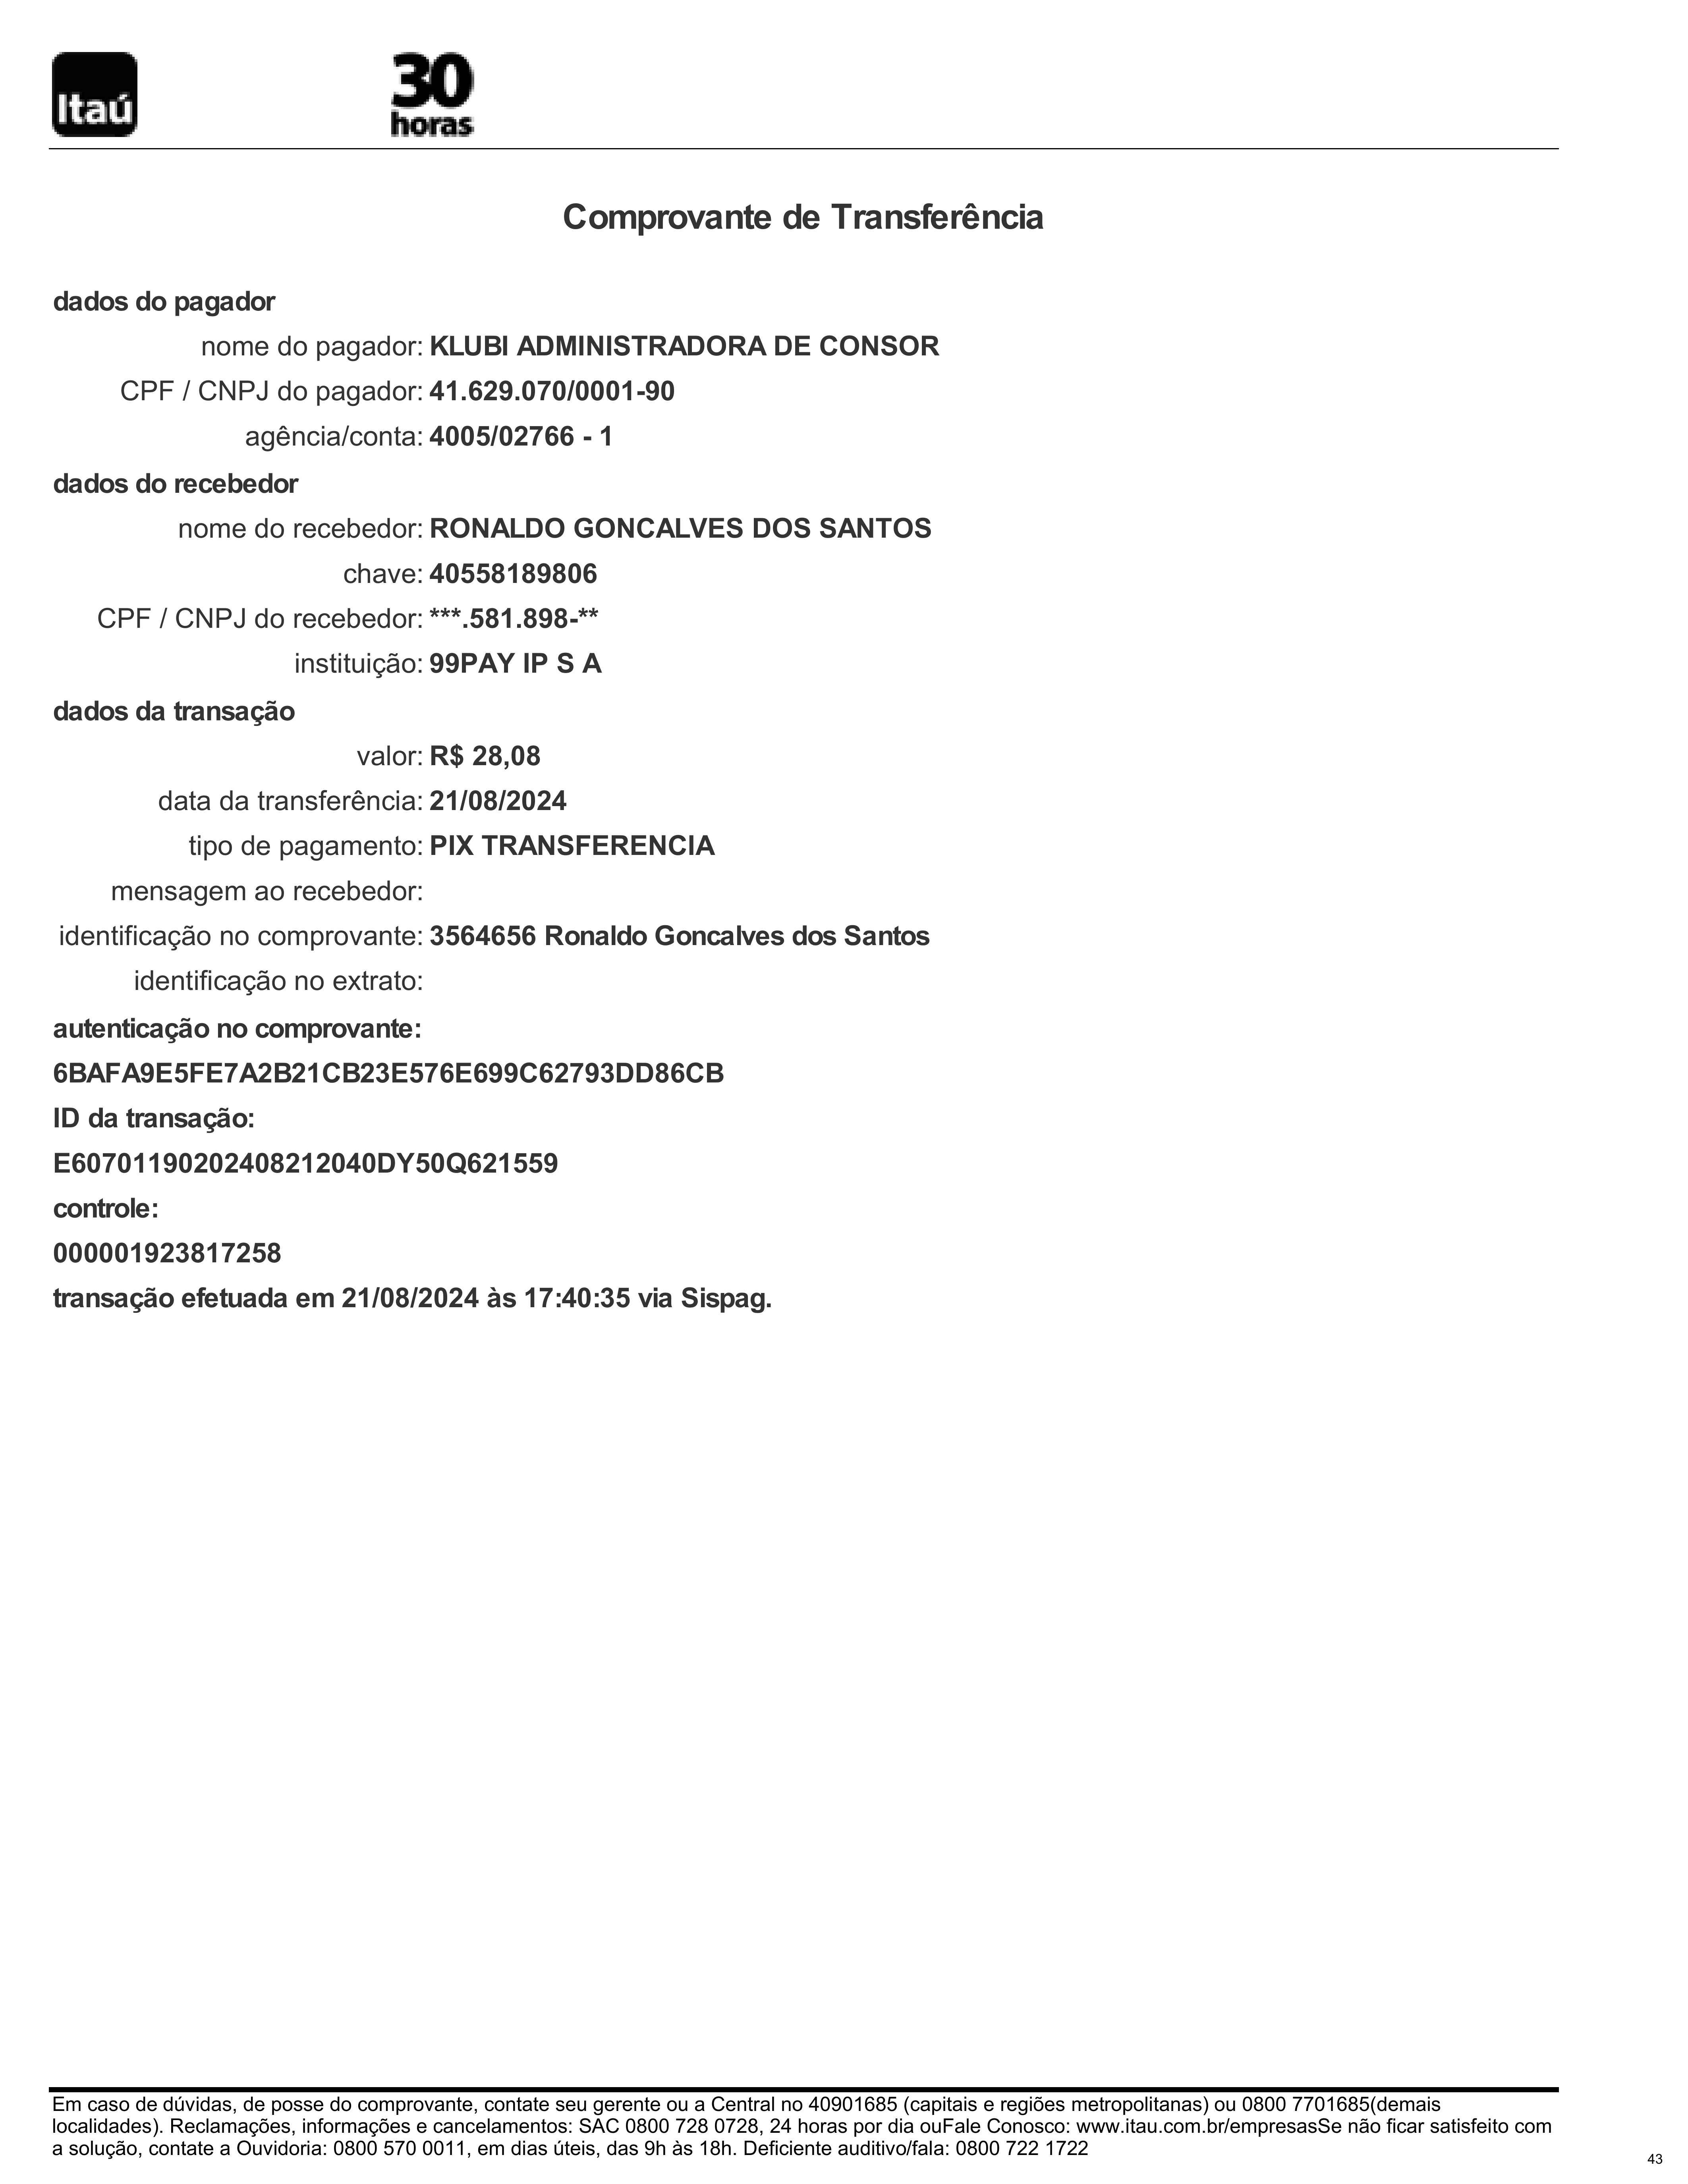 Itaú
30
horas
Comprovante de Transferência
dados do pagador
nome do pagador: KLUBI ADMINISTRADORA DE CONSOR
CPF / CNPJ do pagador: 41.629.070/0001-90
agência/conta: 4005/02766 - 1
dados do recebedor
nome do recebedor: RONALDO GONCALVES DOS SANTOS
chave: 40558189806
CPF / CNPJ do recebedor: ***.581.898-**
instituição: 99PAY IP S A
dados da transação
valor: R$ 28,08
data da transferência: 21/08/2024
tipo de pagamento: PIX TRANSFERENCIA
mensagem ao recebedor:
identificação no comprovante: 3564656 Ronaldo Goncalves dos Santos
identificação no extrato:
autenticação no comprovante:
6BAFA9E5FE7A2B21CB23E576E699C62793DD86CB
ID da transação:
E60701190202408212040DY50Q621559
controle:
000001923817258
transação efetuada em 21/08/2024 às 17:40:35 via Sispag.
Em caso de dúvidas, de posse do comprovante, contate seu gerente ou a Central no 40901685 (capitais e regiões metropolitanas) ou 0800 7701685(demais
localidades). Reclamações, informações e cancelamentos: SAC 0800 728 0728, 24 horas por dia ouFale Conosco: www.itau.com.br/empresasSe não ficar satisfeito com
a solução, contate a Ouvidoria: 0800 570 0011, em dias úteis, das 9h às 18h. Deficiente auditivo/fala: 0800 722 1722
43